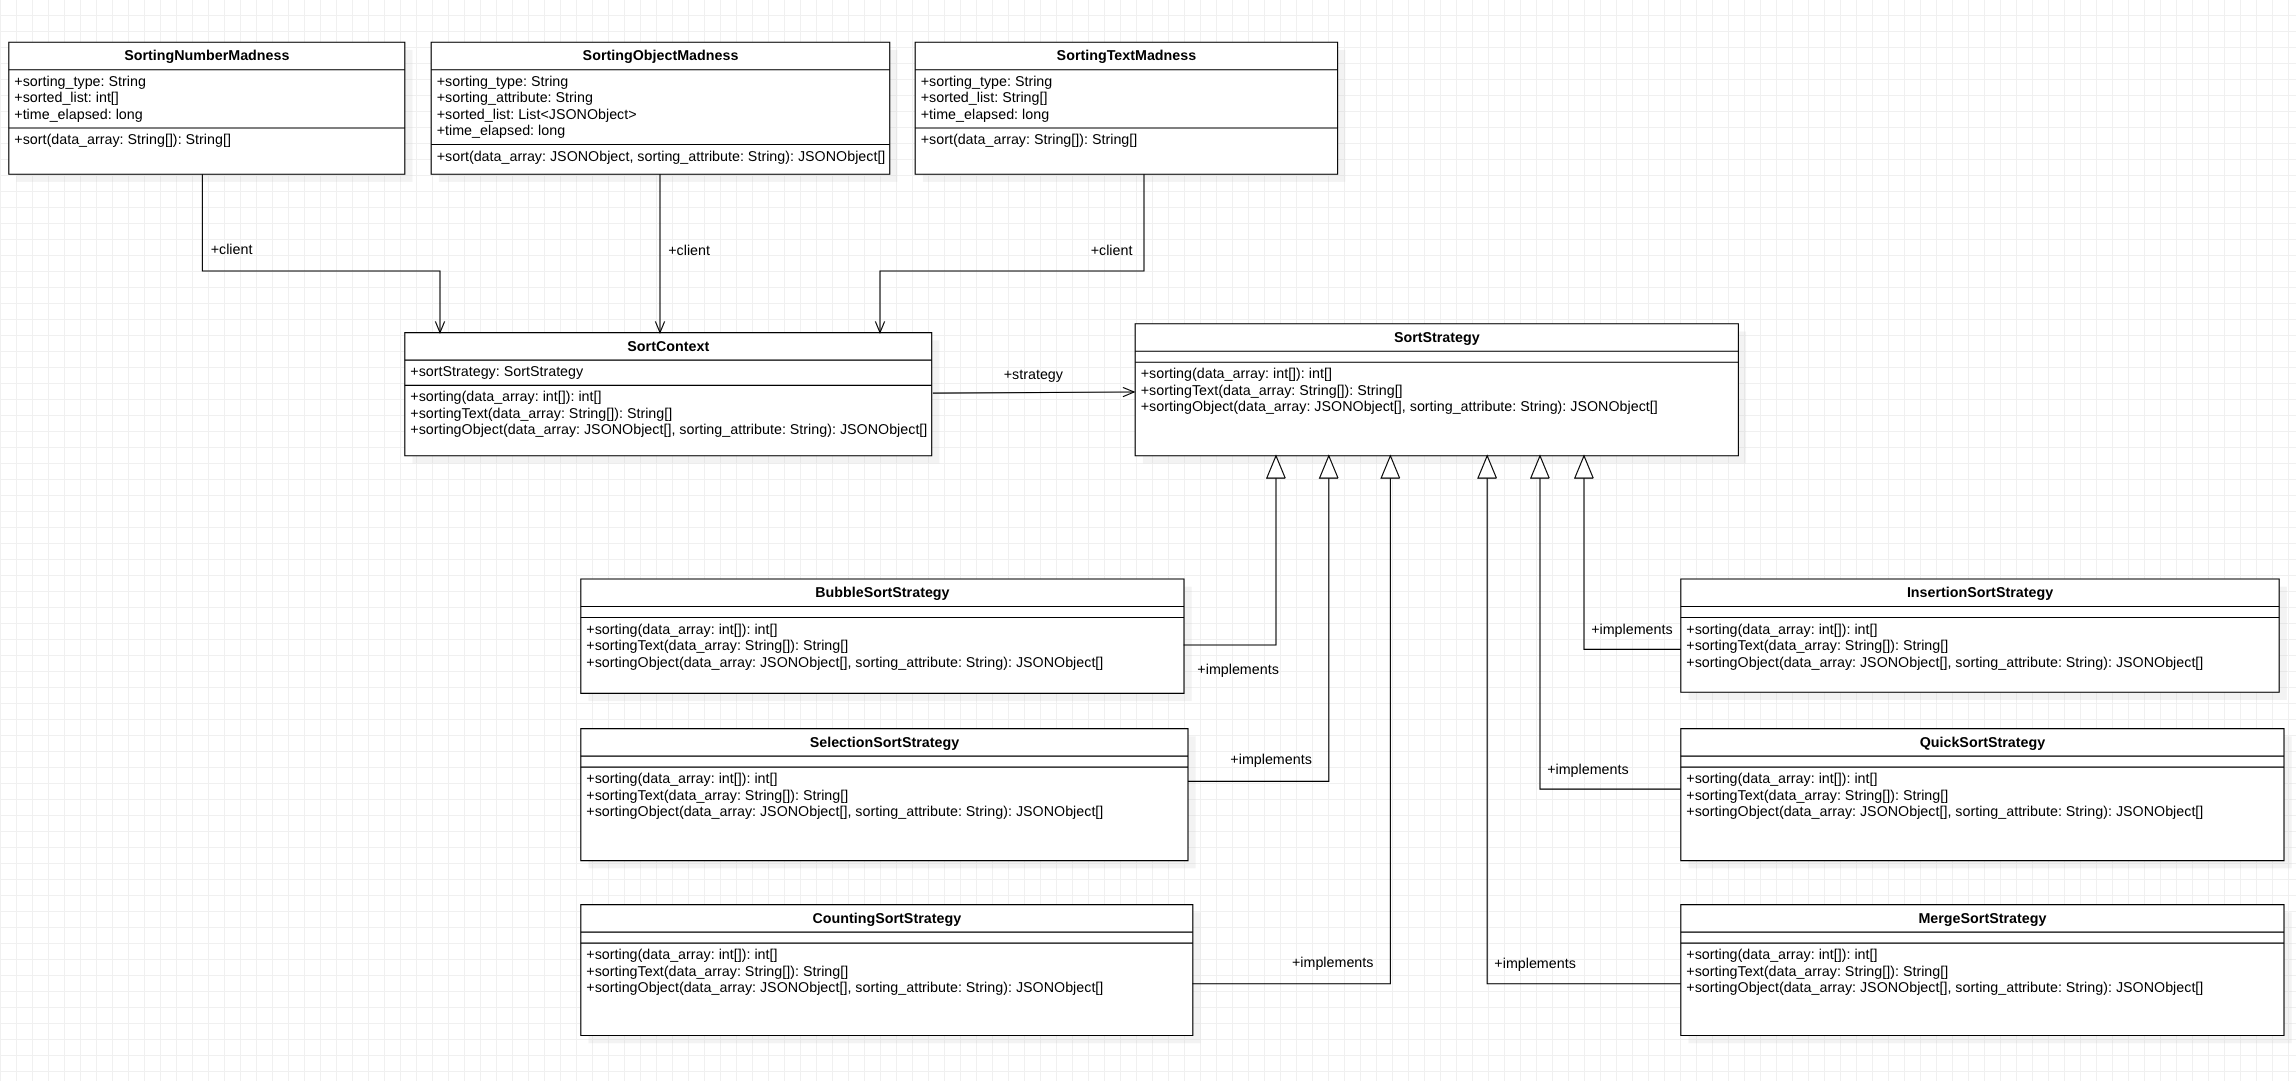 SortingNumberMadness
+sorting_type: String
+sorted_list: int[]
+time_elapsed: long
+sort(data_array: String[]): String[]
SortingObjectMadness
+sorting_type: String
+sorting_attribute: String
+sorted_list: List<JSONObject>
+time_elapsed: long
+sort(data_array: JSONObject, sorting_attribute: String): JSONObject[]
SortingTextMadness
+sorting_type: String
+sorted_list: String[]
+time_elapsed: long
+sort(data_array: String[]): String[]
+client
+client
+client
SortContext
+sortStrategy: SortStrategy
+sorting(data_array: int[]): int[]
+sortingText(data_array: String[]): String[]
+sortingObject(data_array: JSONObject[], sorting_attribute: String): JSONObject[]
+strategy
SortStrategy
+sorting(data_array: int[]): int[]
+sortingText(data_array: String[]): String[]
+sortingObject(data_array: JSONObject[], sorting_attribute: String): JSONObject[]
BubbleSortStrategy
+sorting(data_array: int[]): int[]
+sortingText(data_array: String[]): String[]
+sortingObject(data_array: JSONObject[], sorting_attribute: String): JSONObject[]
+implements
+implements
InsertionSortStrategy
+sorting(data_array: int[]): int[]
+sortingText(data_array: String[]): String[]
+sortingObject(data_array: JSONObject[], sorting_attribute: String): JSONObject[]
SelectionSortStrategy
+sorting(data_array: int[]): int[]
+sortingText(data_array: String[]): String[]
+sortingObject(data_array: JSONObject[], sorting_attribute: String): JSONObject[]
+implements
+implements
QuickSortStrategy
+sorting(data_array: int[]): int[]
+sortingText(data_array: String[]): String[]
+sortingObject(data_array: JSONObject[], sorting_attribute: String): JSONObject[]
CountingSortStrategy
+sorting(data_array: int[]): int[]
+sortingText(data_array: String[]): String[]
+sortingObject(data_array: JSONObject[], sorting_attribute: String): JSONObject[]
+implements
+implements
MergeSortStrategy
+sorting(data_array: int[]): int[]
+sortingText(data_array: String[]): String[]
+sortingObject(data_array: JSONObject[], sorting_attribute: String): JSONObject[]